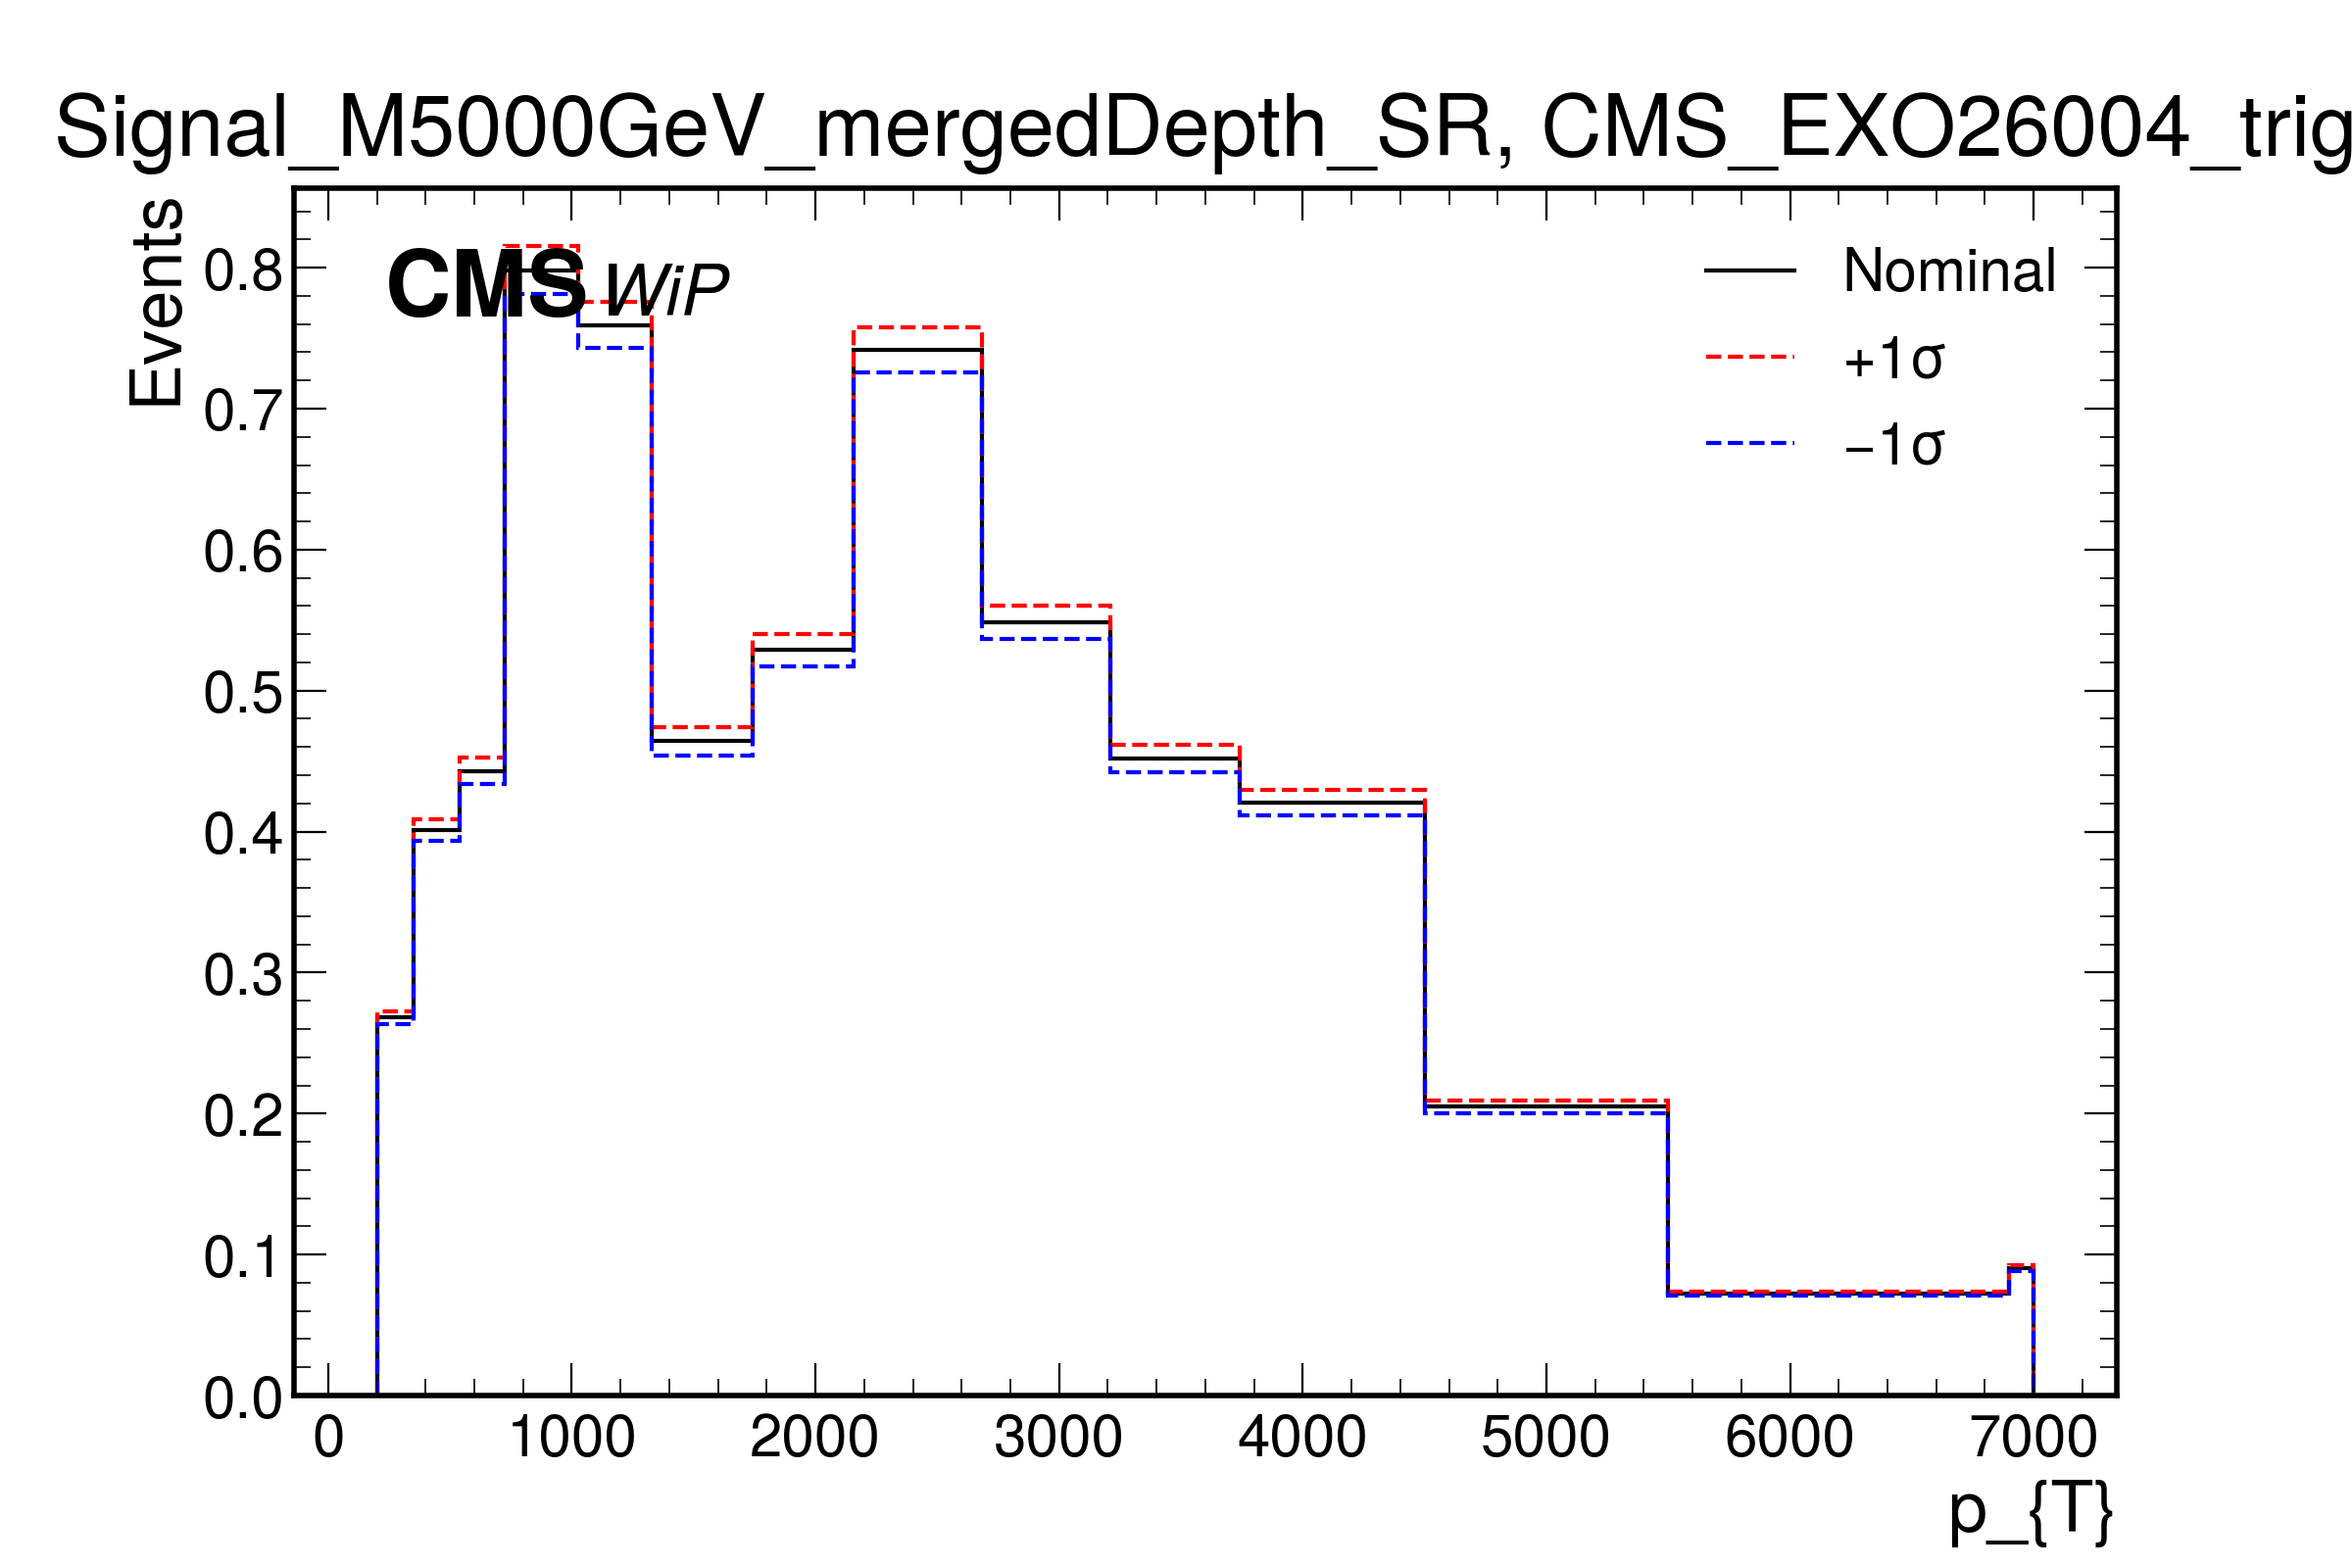 Signal_M5000GeV_mergedDepth_SR, CMS_EXO26004_trig
Events
CMS WiP
Nominal
+1σ
−1σ
0.8
0.7
0.6
0.5
0.4
0.3
0.2
0.1
0.0
0 1000 2000 3000 4000 5000 6000 7000
p_{T}